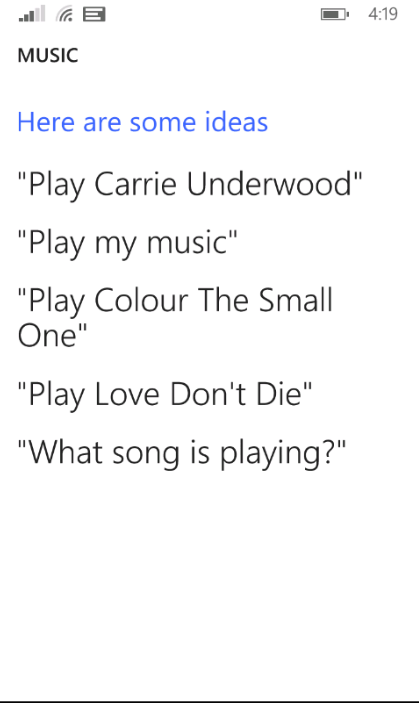 4:19
MUSIC
Here are some ideas
"Play Carrie Underwood"
"Play my music"
"Play Colour The Small
One"
"Play Love Don't Die"
"What song is playing?"